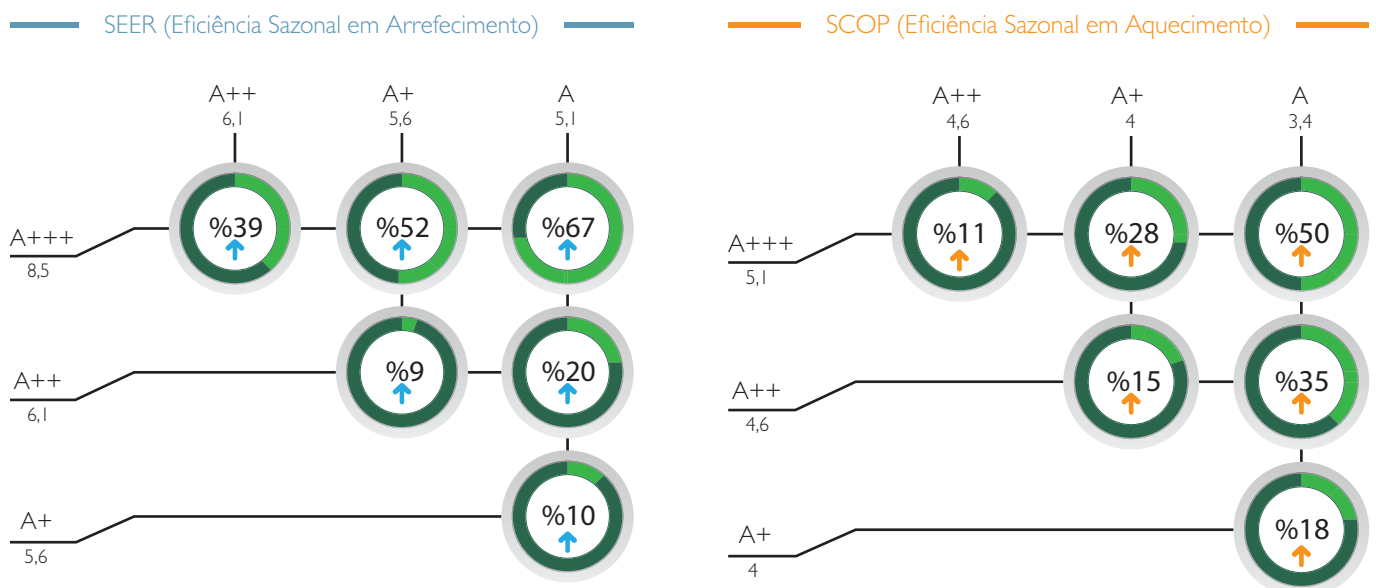 SEER (Eficiência Sazonal em Arrefecimento)
A++
6,1
A+
5,6
A
5,1
A+++
8,5
%39
%52
%67
A++
6,1
%9
%20
A+
5,6
%10
SCOP (Eficiência Sazonal em Aquecimento)
A++
4,6
A+
4
A
3,4
A+++
5,1
%11
%28
%50
A++
4,6
%15
%35
A+
4
%18